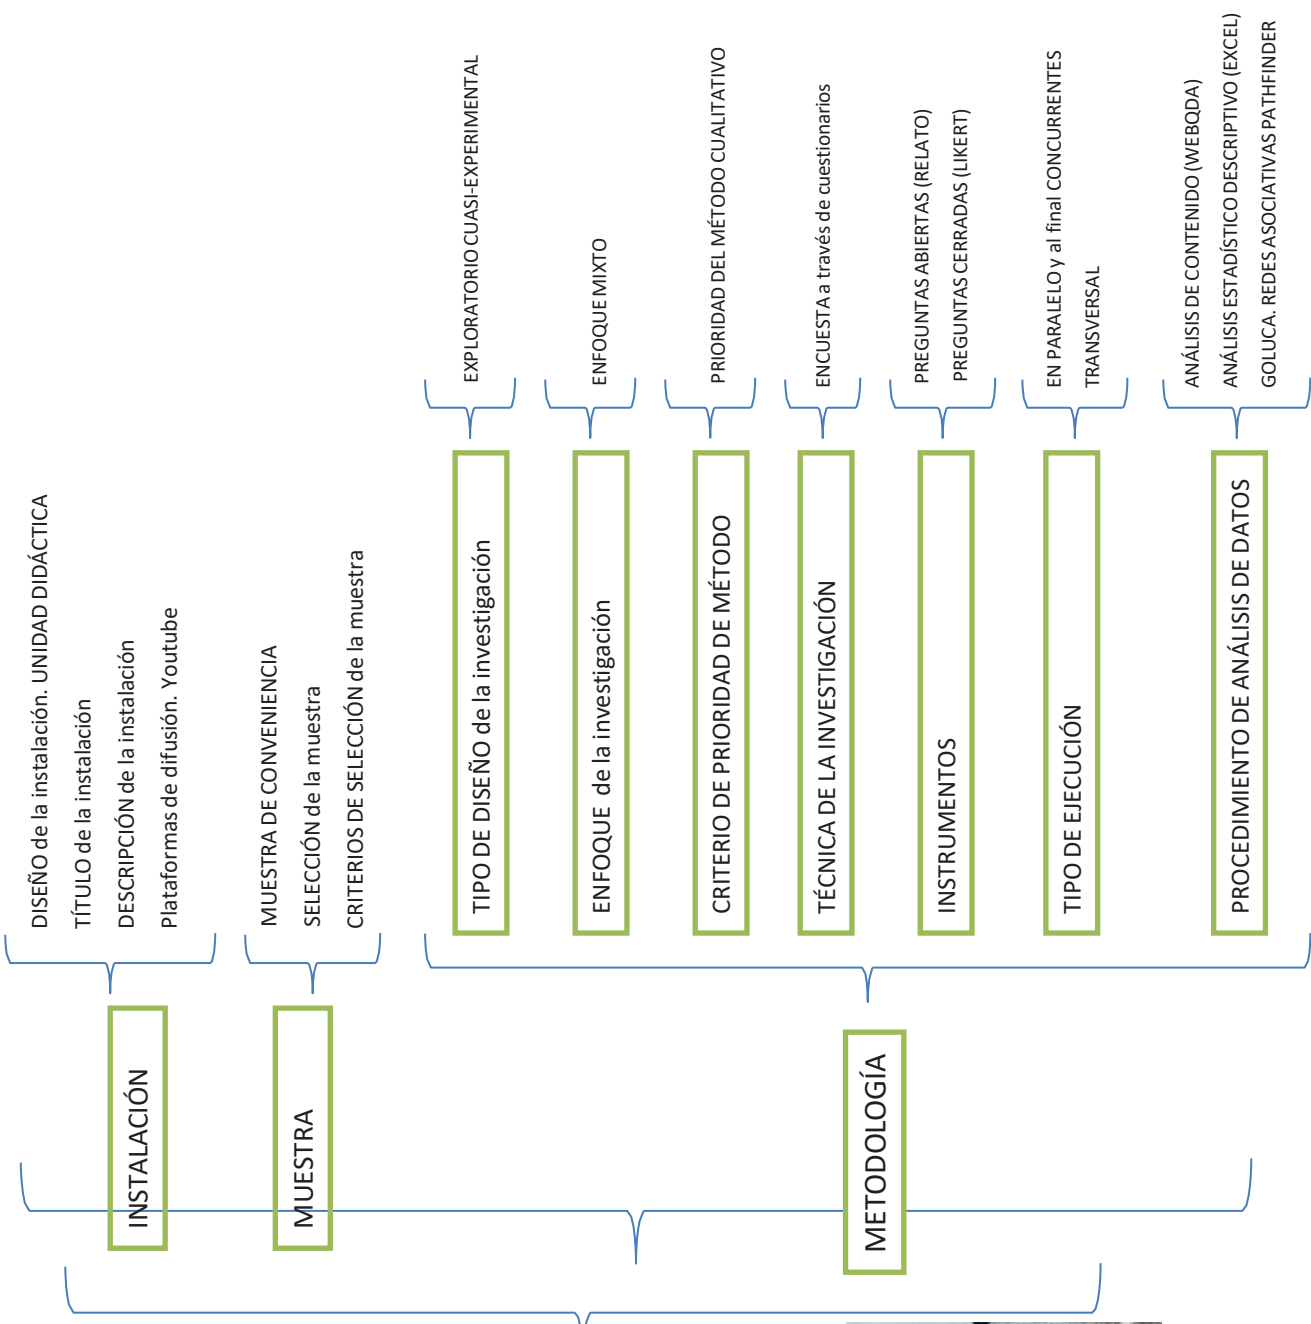 INSTALACIÓN
DISEÑO de la instalación. UNIDAD DIDÁCTICA
TÍTULO de la instalación
DESCRIPCIÓN de la instalación
Plataformas de difusión. Youtube
MUESTRA
MUESTRA DE CONVENIENCIA
SELECCIÓN de la muestra
CRITERIOS DE SELECCIÓN de la muestra
METODOLOGÍA
TIPO DE DISEÑO de la investigación
EXPLORATORIO CUASI-EXPERIMENTAL
ENFOQUE de la investigación
ENFOQUE MIXTO
CRITERIO DE PRIORIDAD DE MÉTODO
PRIORIDAD DEL MÉTODO CUALITATIVO
TÉCNICA DE LA INVESTIGACIÓN
ENCUESTA a través de cuestionarios
INSTRUMENTOS
PREGUNTAS ABIERTAS (RELATO)
PREGUNTAS CERRADAS (LIKERT)
TIPO DE EJECUCIÓN
EN PARALELO y al final CONCURRENTES
TRANSVERSAL
PROCEDIMIENTO DE ANÁLISIS DE DATOS
ANÁLISIS DE CONTENIDO (WEBQDA)
ANÁLISIS ESTADÍSTICO DESCRIPTIVO (EXCEL)
GOLUCA. REDES ASOCIATIVAS PATHFINDER